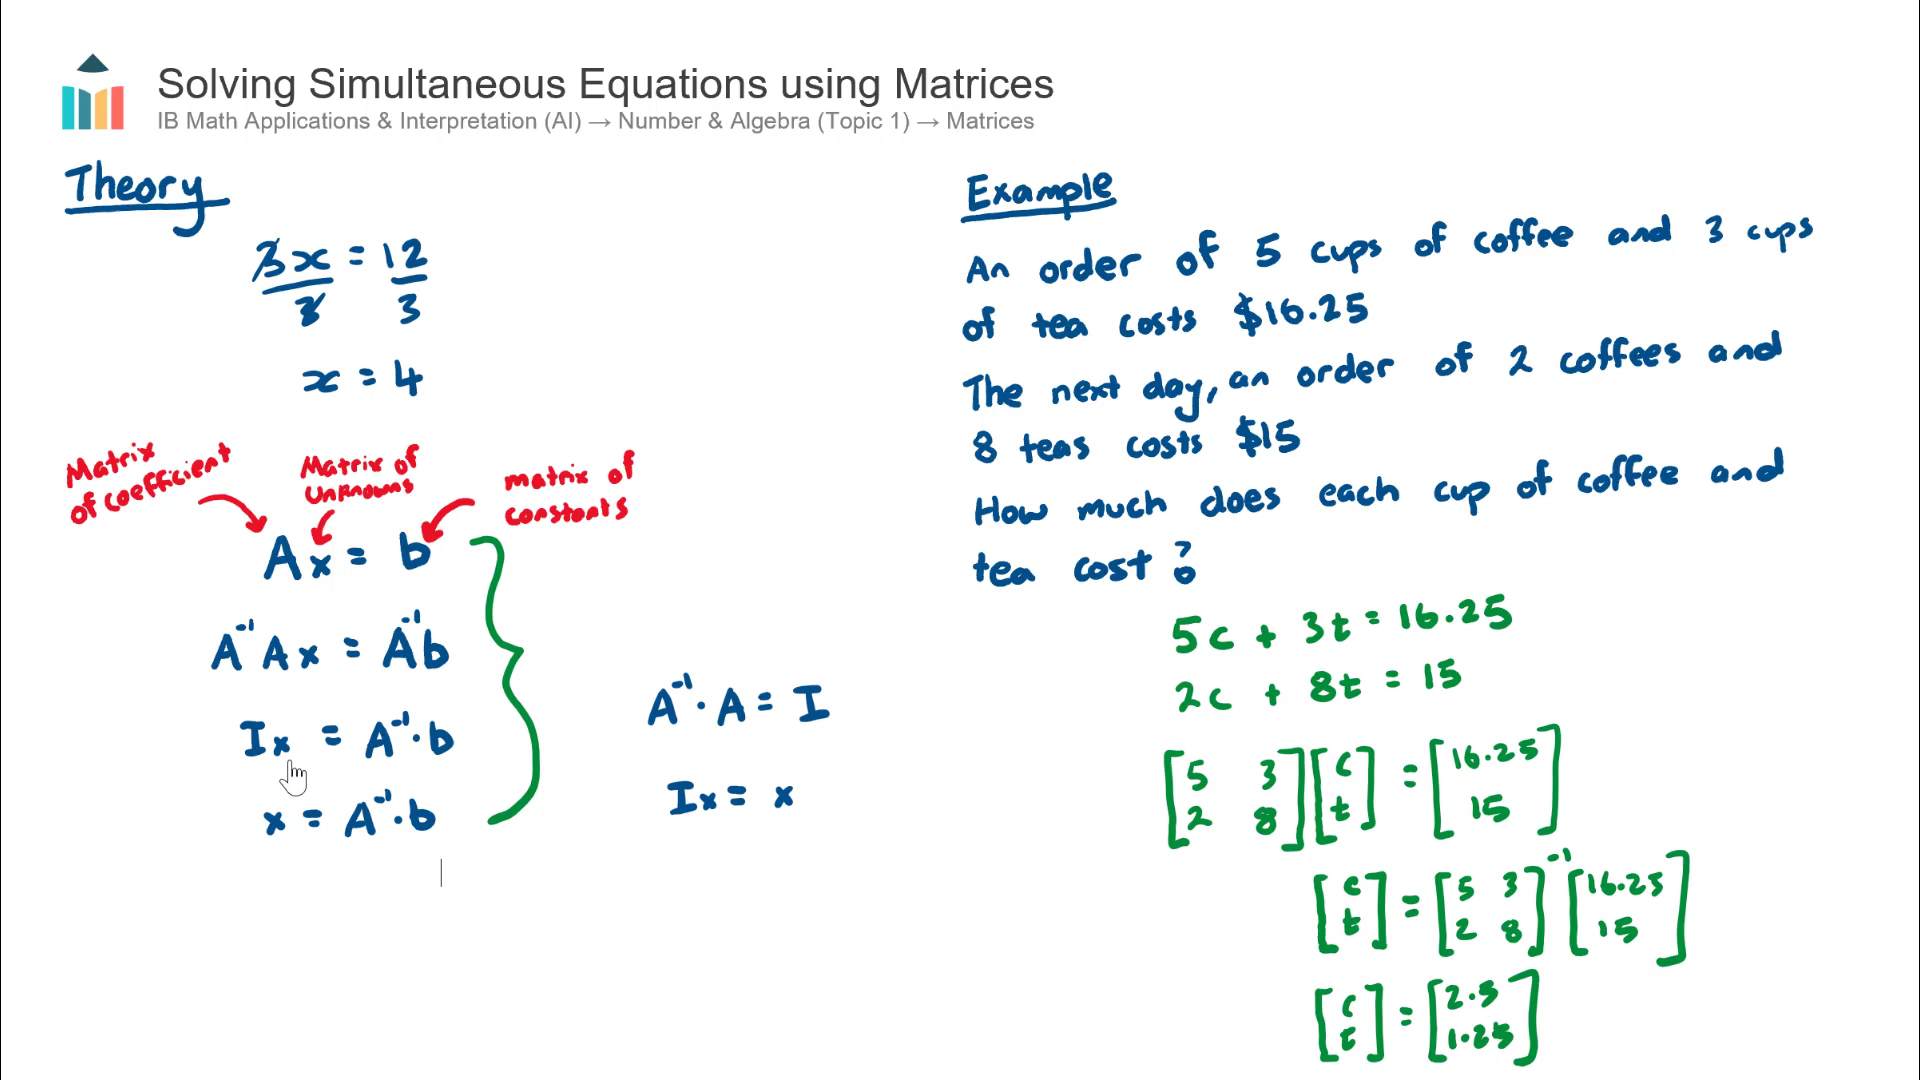 Solving Simultaneous Equations using Matrices
IB Math Applications & Interpretation (AI) → Number & Algebra (Topic 1) → Matrices
Theory
3x = 12
3 3
x = 4
Matrix
of coefficient
Matrix of
Unknowns
matrix of
constants
Ax = b
A⁻¹Ax = A⁻¹b
Ix = A⁻¹·b
x = A⁻¹·b
A⁻¹·A = I
Ix = x
Example
An order of 5 cups of coffee and 3 cups
of tea costs $16.25
The next day, an order of 2 coffees and
8 teas costs $15
How much does each cup of coffee and
tea cost?
5c + 3t = 16.25
2c + 8t = 15
[5 3] [c] = [16.25]
[2 8] [t] [15]
[c] = [5 3]⁻¹ [16.25]
[t] [2 8] [15]
[c] = [2.5]
[t] [1.25]